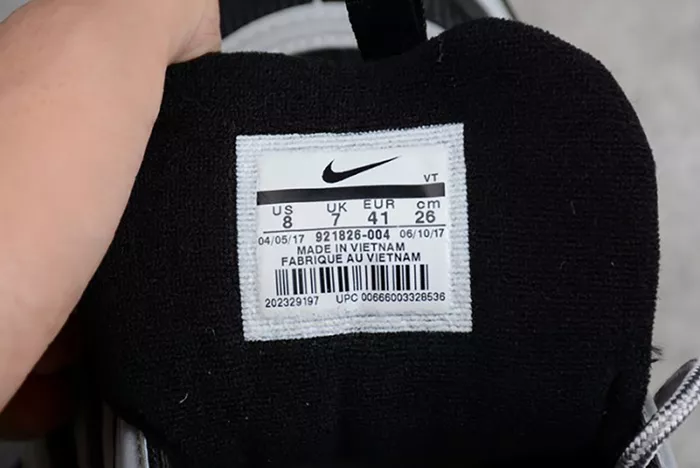 VT
US UK EUR cm
8 7 41 26
04/05/17 921826-004 06/10/17
MADE IN VIETNAM
FABRIQUE AU VIETNAM
202329197 UPC 00666003328536